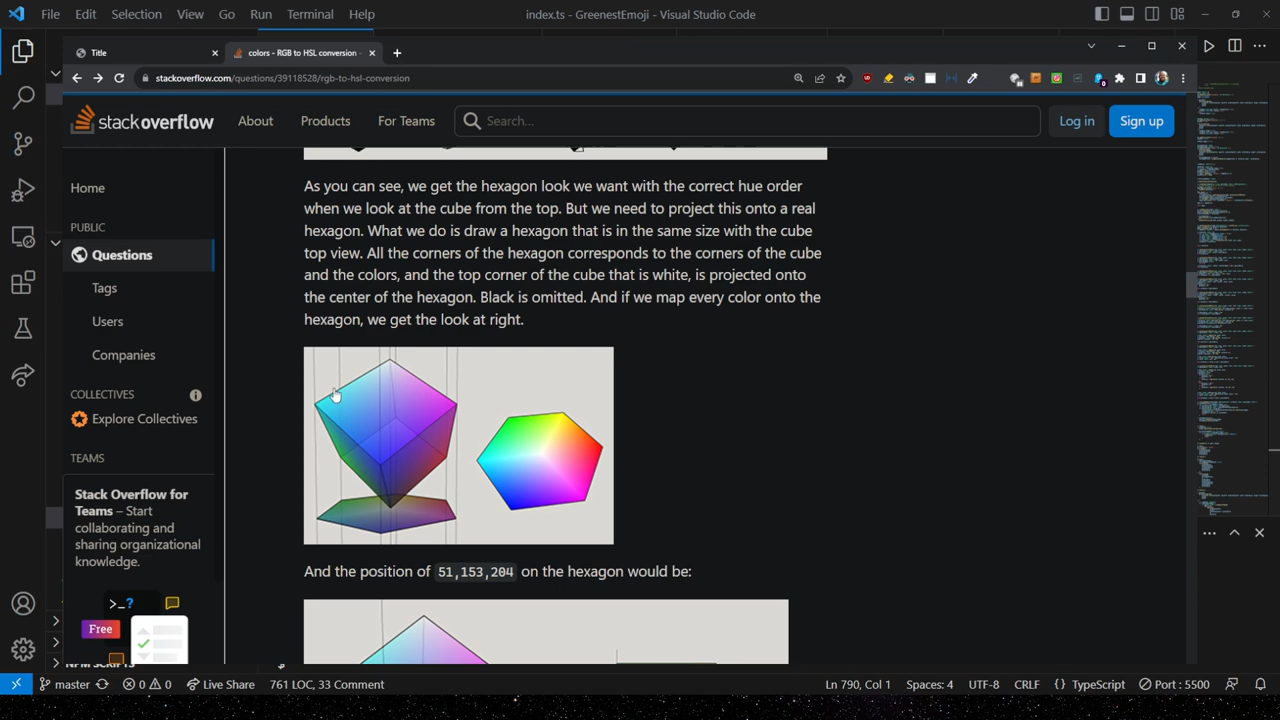 File Edit Selection View Go Run Terminal Help
index.ts - GreenestEmoji - Visual Studio Code
Title
colors - RGB to HSL conversion -
stackoverflow.com/questions/39118528/rgb-to-hsl-conversion
stackoverflow
About
Products
For Teams
Search...
Log in
Sign up
Home
PUBLIC
Questions
Tags
Users
Companies
COLLECTIVES
Explore Collectives
TEAMS
Stack Overflow for
Teams – Start
collaborating and
sharing organizational
knowledge.
>_?
Free
As you can see, we get the hexagon look we want with the correct hue order
when we look at the cube from top. But we need to project this onto a real
hexagon. What we do is draw a hexagon that is in the same size with the cube
top view. All the corners of the hexagon corresponds to the corners of the cube
and the colors, and the top corner of the cube that is white, is projected onto
the center of the hexagon. Black is omitted. And if we map every color onto the
hexagon, we get the look at right.
And the position of 51,153,204 on the hexagon would be:
master
0 0
Live Share
761 LOC, 33 Comment
Ln 790, Col 1
Spaces: 4
UTF-8
CRLF
{ } TypeScript
Port : 5500